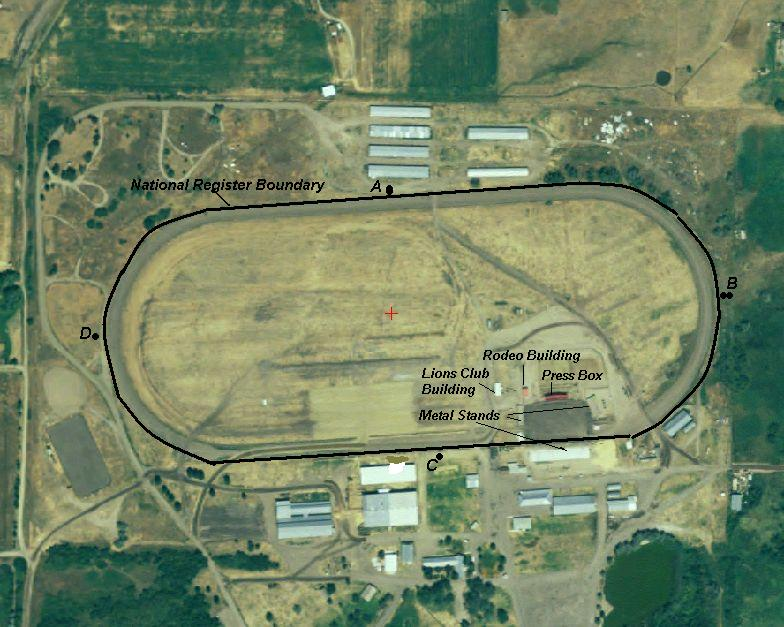 A
National Register Boundary
B
D
Rodeo Building
Lions Club
Building
Press Box
Metal Stands
C